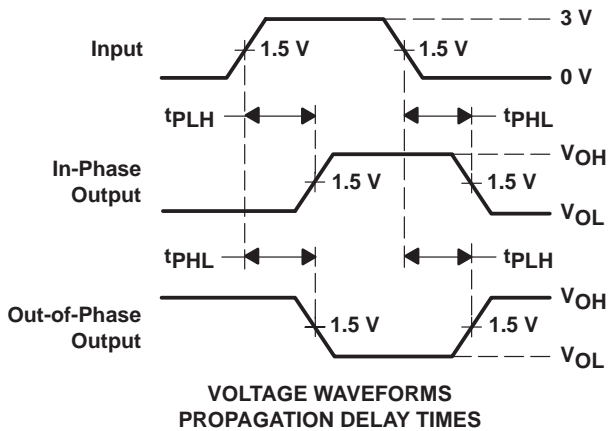 3 V
Input
1.5 V
1.5 V
0 V
tPLH
tPHL
VOH
In-Phase
Output
1.5 V
1.5 V
VOL
tPHL
tPLH
VOH
Out-of-Phase
Output
1.5 V
1.5 V
VOL
VOLTAGE WAVEFORMS
PROPAGATION DELAY TIMES